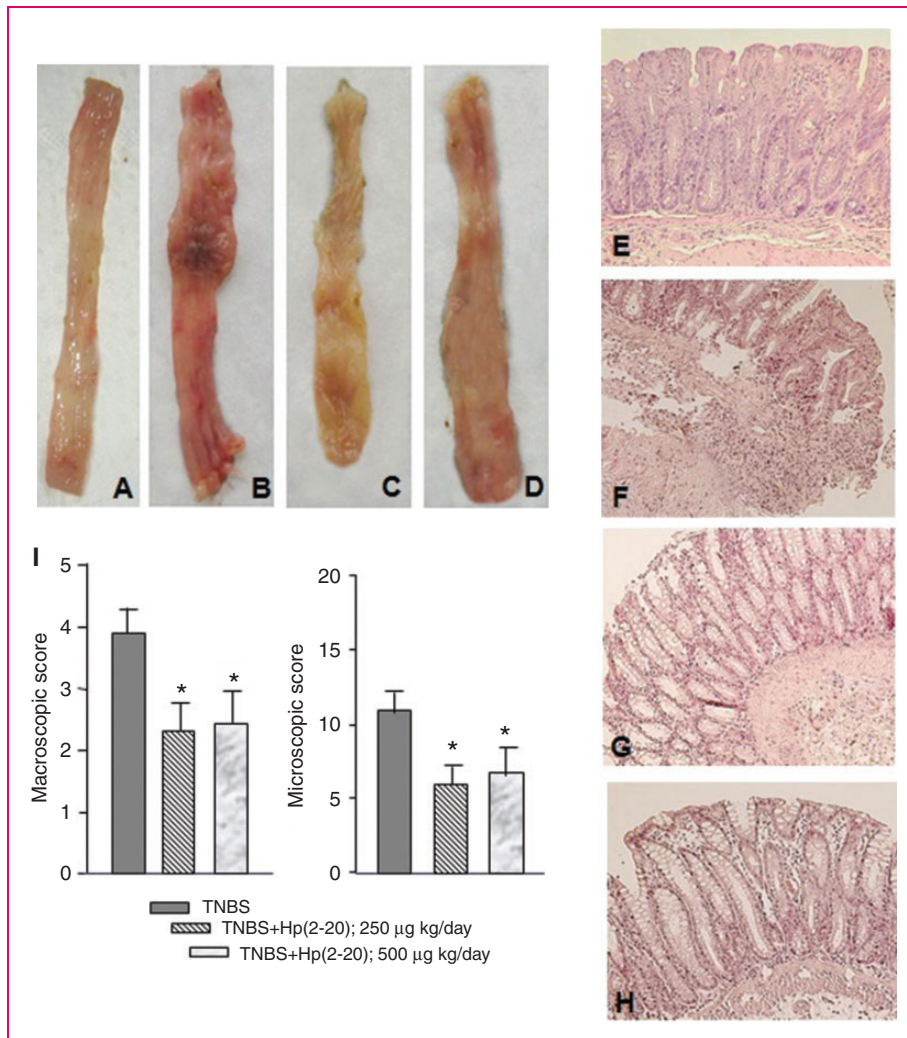 A
B
C
D
E
F
G
H
I
Macroscopic score
5
4
3
2
1
0
*
*
Microscopic score
20
15
10
5
0
*
*
TNBS
TNBS+Hp(2-20); 250 µg kg/day
TNBS+Hp(2-20); 500 µg kg/day